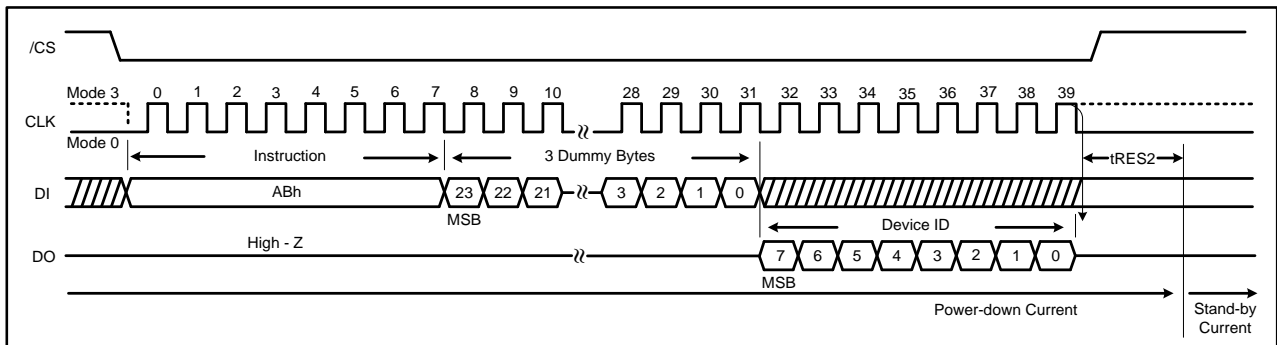 /CS
Mode 3 0 1 2 3 4 5 6 7 8 9 10 28 29 30 31 32 33 34 35 36 37 38 39
CLK
Mode 0
Instruction 3 Dummy Bytes tRES2
DI ABh 23 22 21 3 2 1 0
MSB
Device ID
High - Z
DO 7 6 5 4 3 2 1 0
MSB
Power-down Current Stand-by
Current